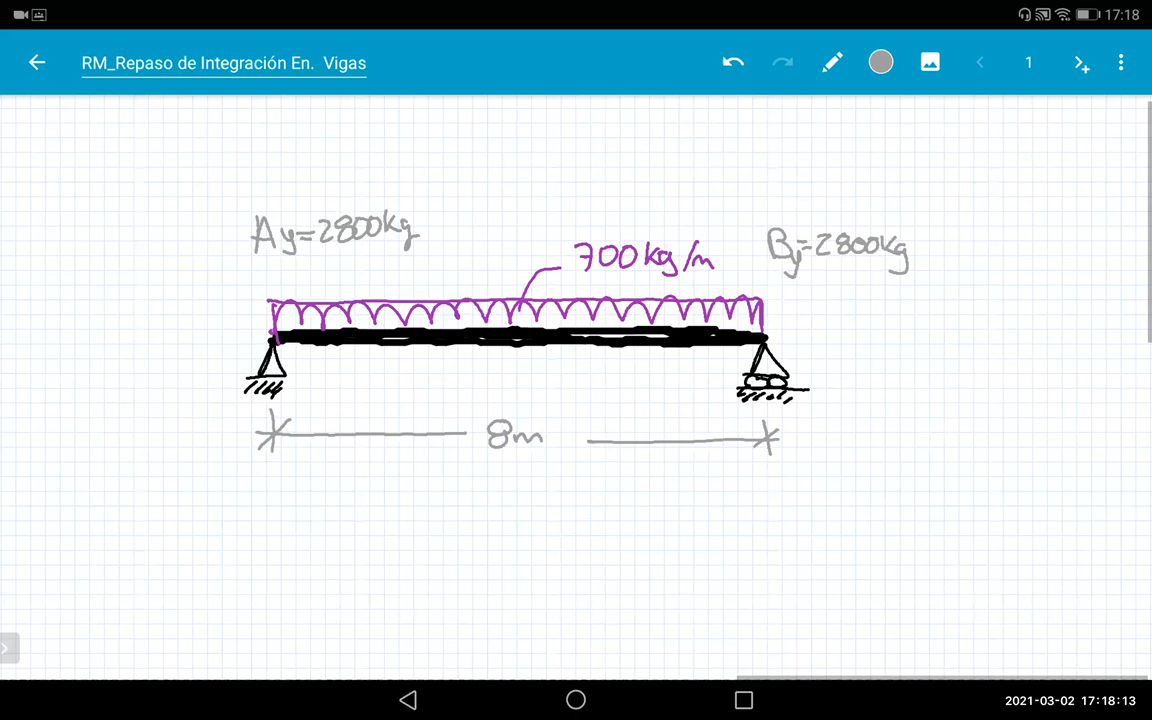 17:18
RM_Repaso de Integración En. Vigas
1
Ay=2800kg
700kg/m
By=2800kg
8m
2021-03-02 17:18:13